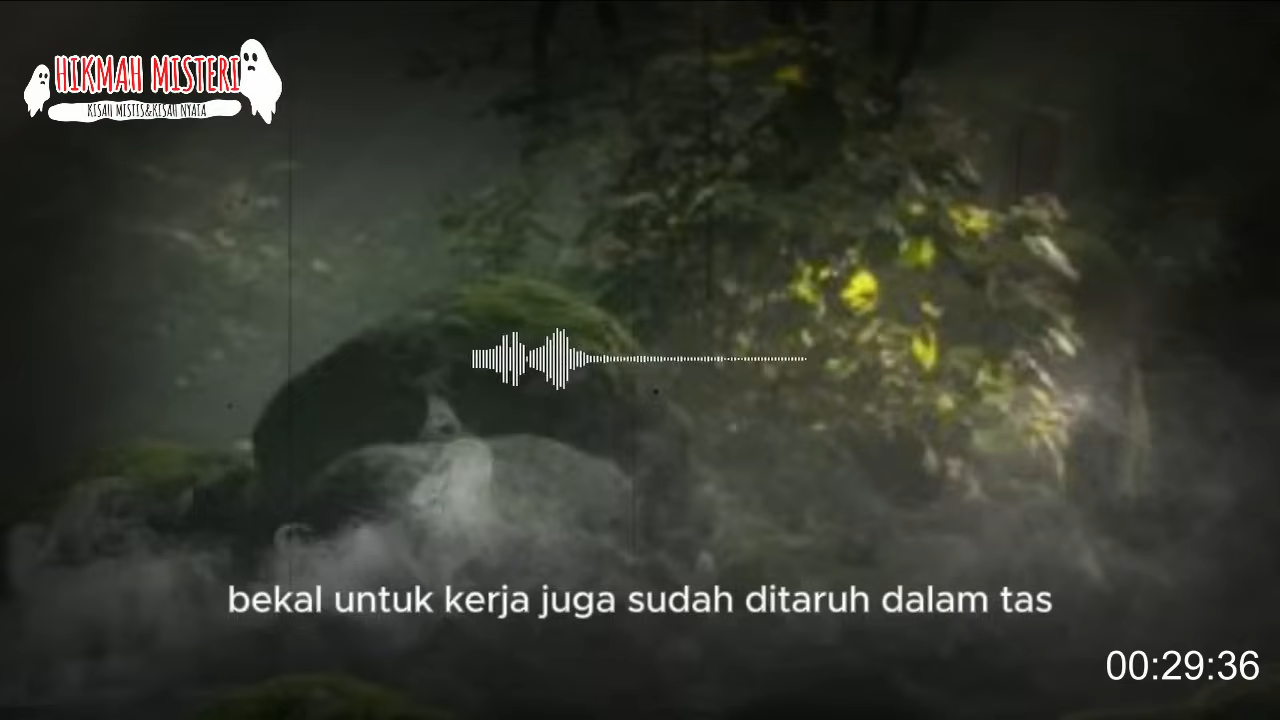 HIKMAH MISTERI
KISAH MISTIS&KISAH NYATA
bekal untuk kerja juga sudah ditaruh dalam tas
00:29:36